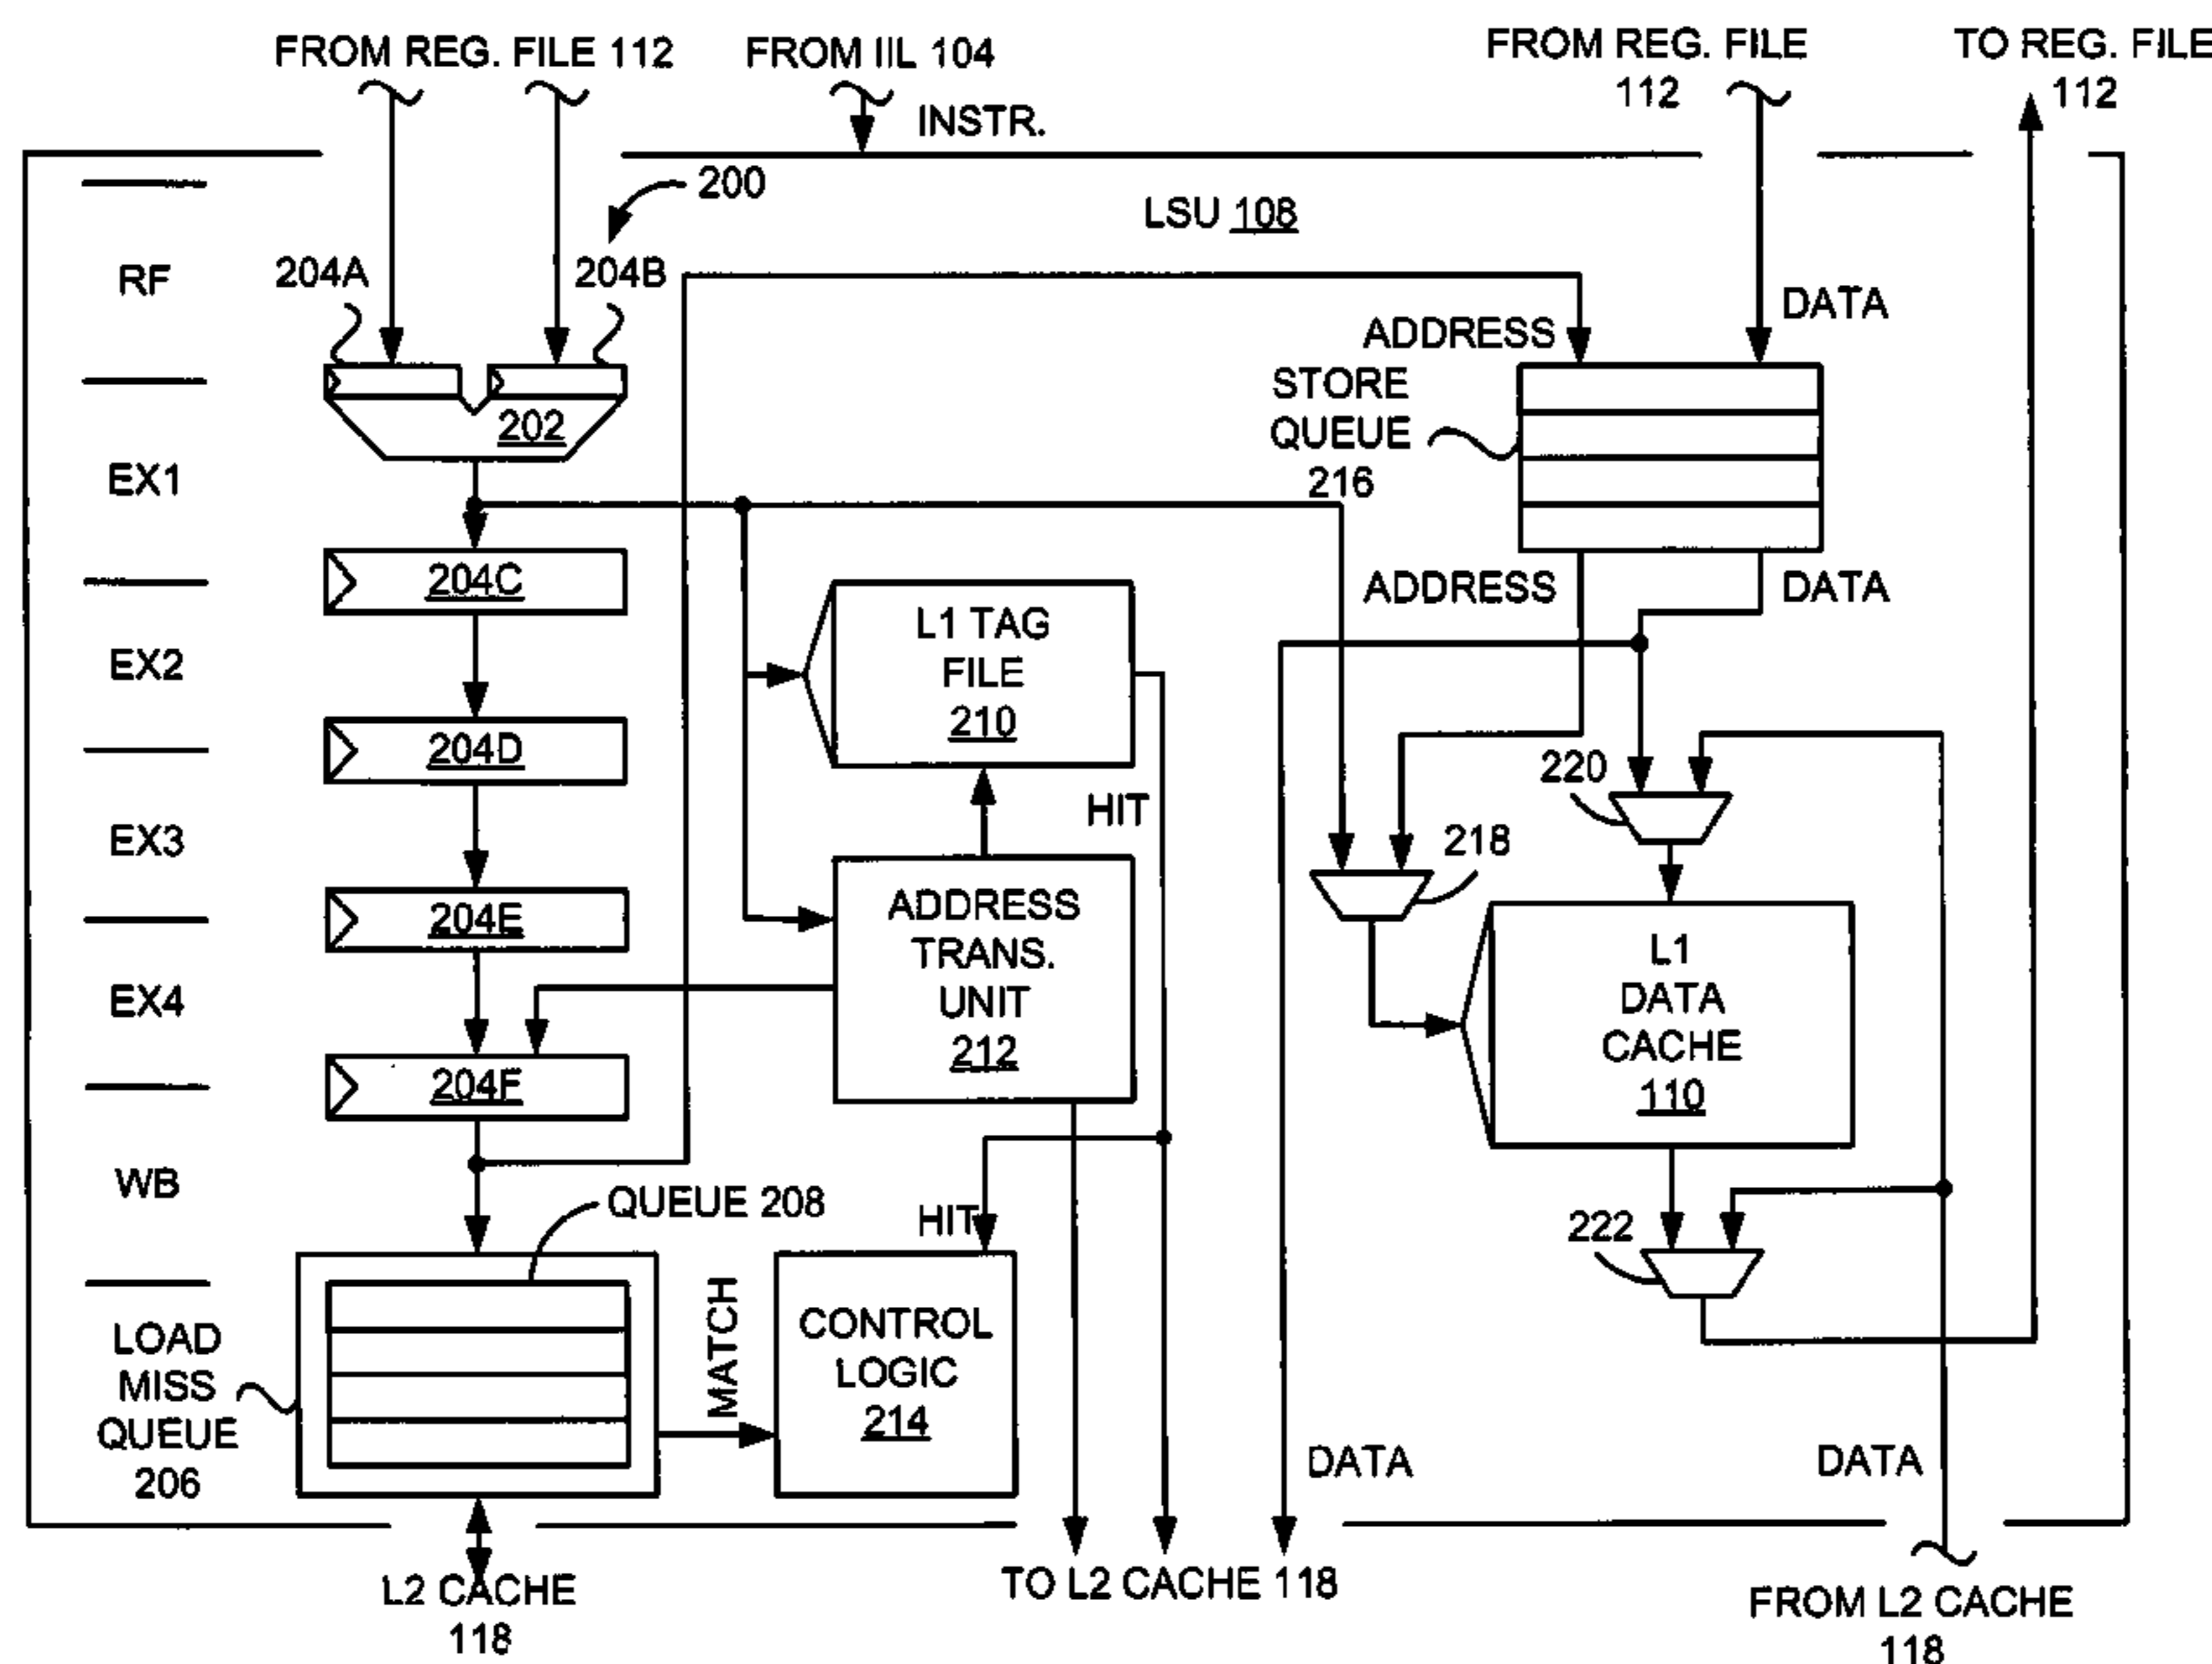 FROM REG. FILE 112
FROM IIL 104
FROM REG. FILE
112
TO REG. FILE
112
INSTR.
200
LSU 108
RF
204A
204B
DATA
ADDRESS
STORE
QUEUE
216
202
EX1
204C
ADDRESS
DATA
L1 TAG
FILE
210
EX2
204D
220
HIT
EX3
218
204E
ADDRESS
TRANS.
UNIT
212
L1
DATA
CACHE
110
EX4
204F
WB
QUEUE 208
HIT
222
LOAD
MISS
QUEUE
206
MATCH
CONTROL
LOGIC
214
DATA
DATA
L2 CACHE
118
TO L2 CACHE 118
FROM L2 CACHE
118